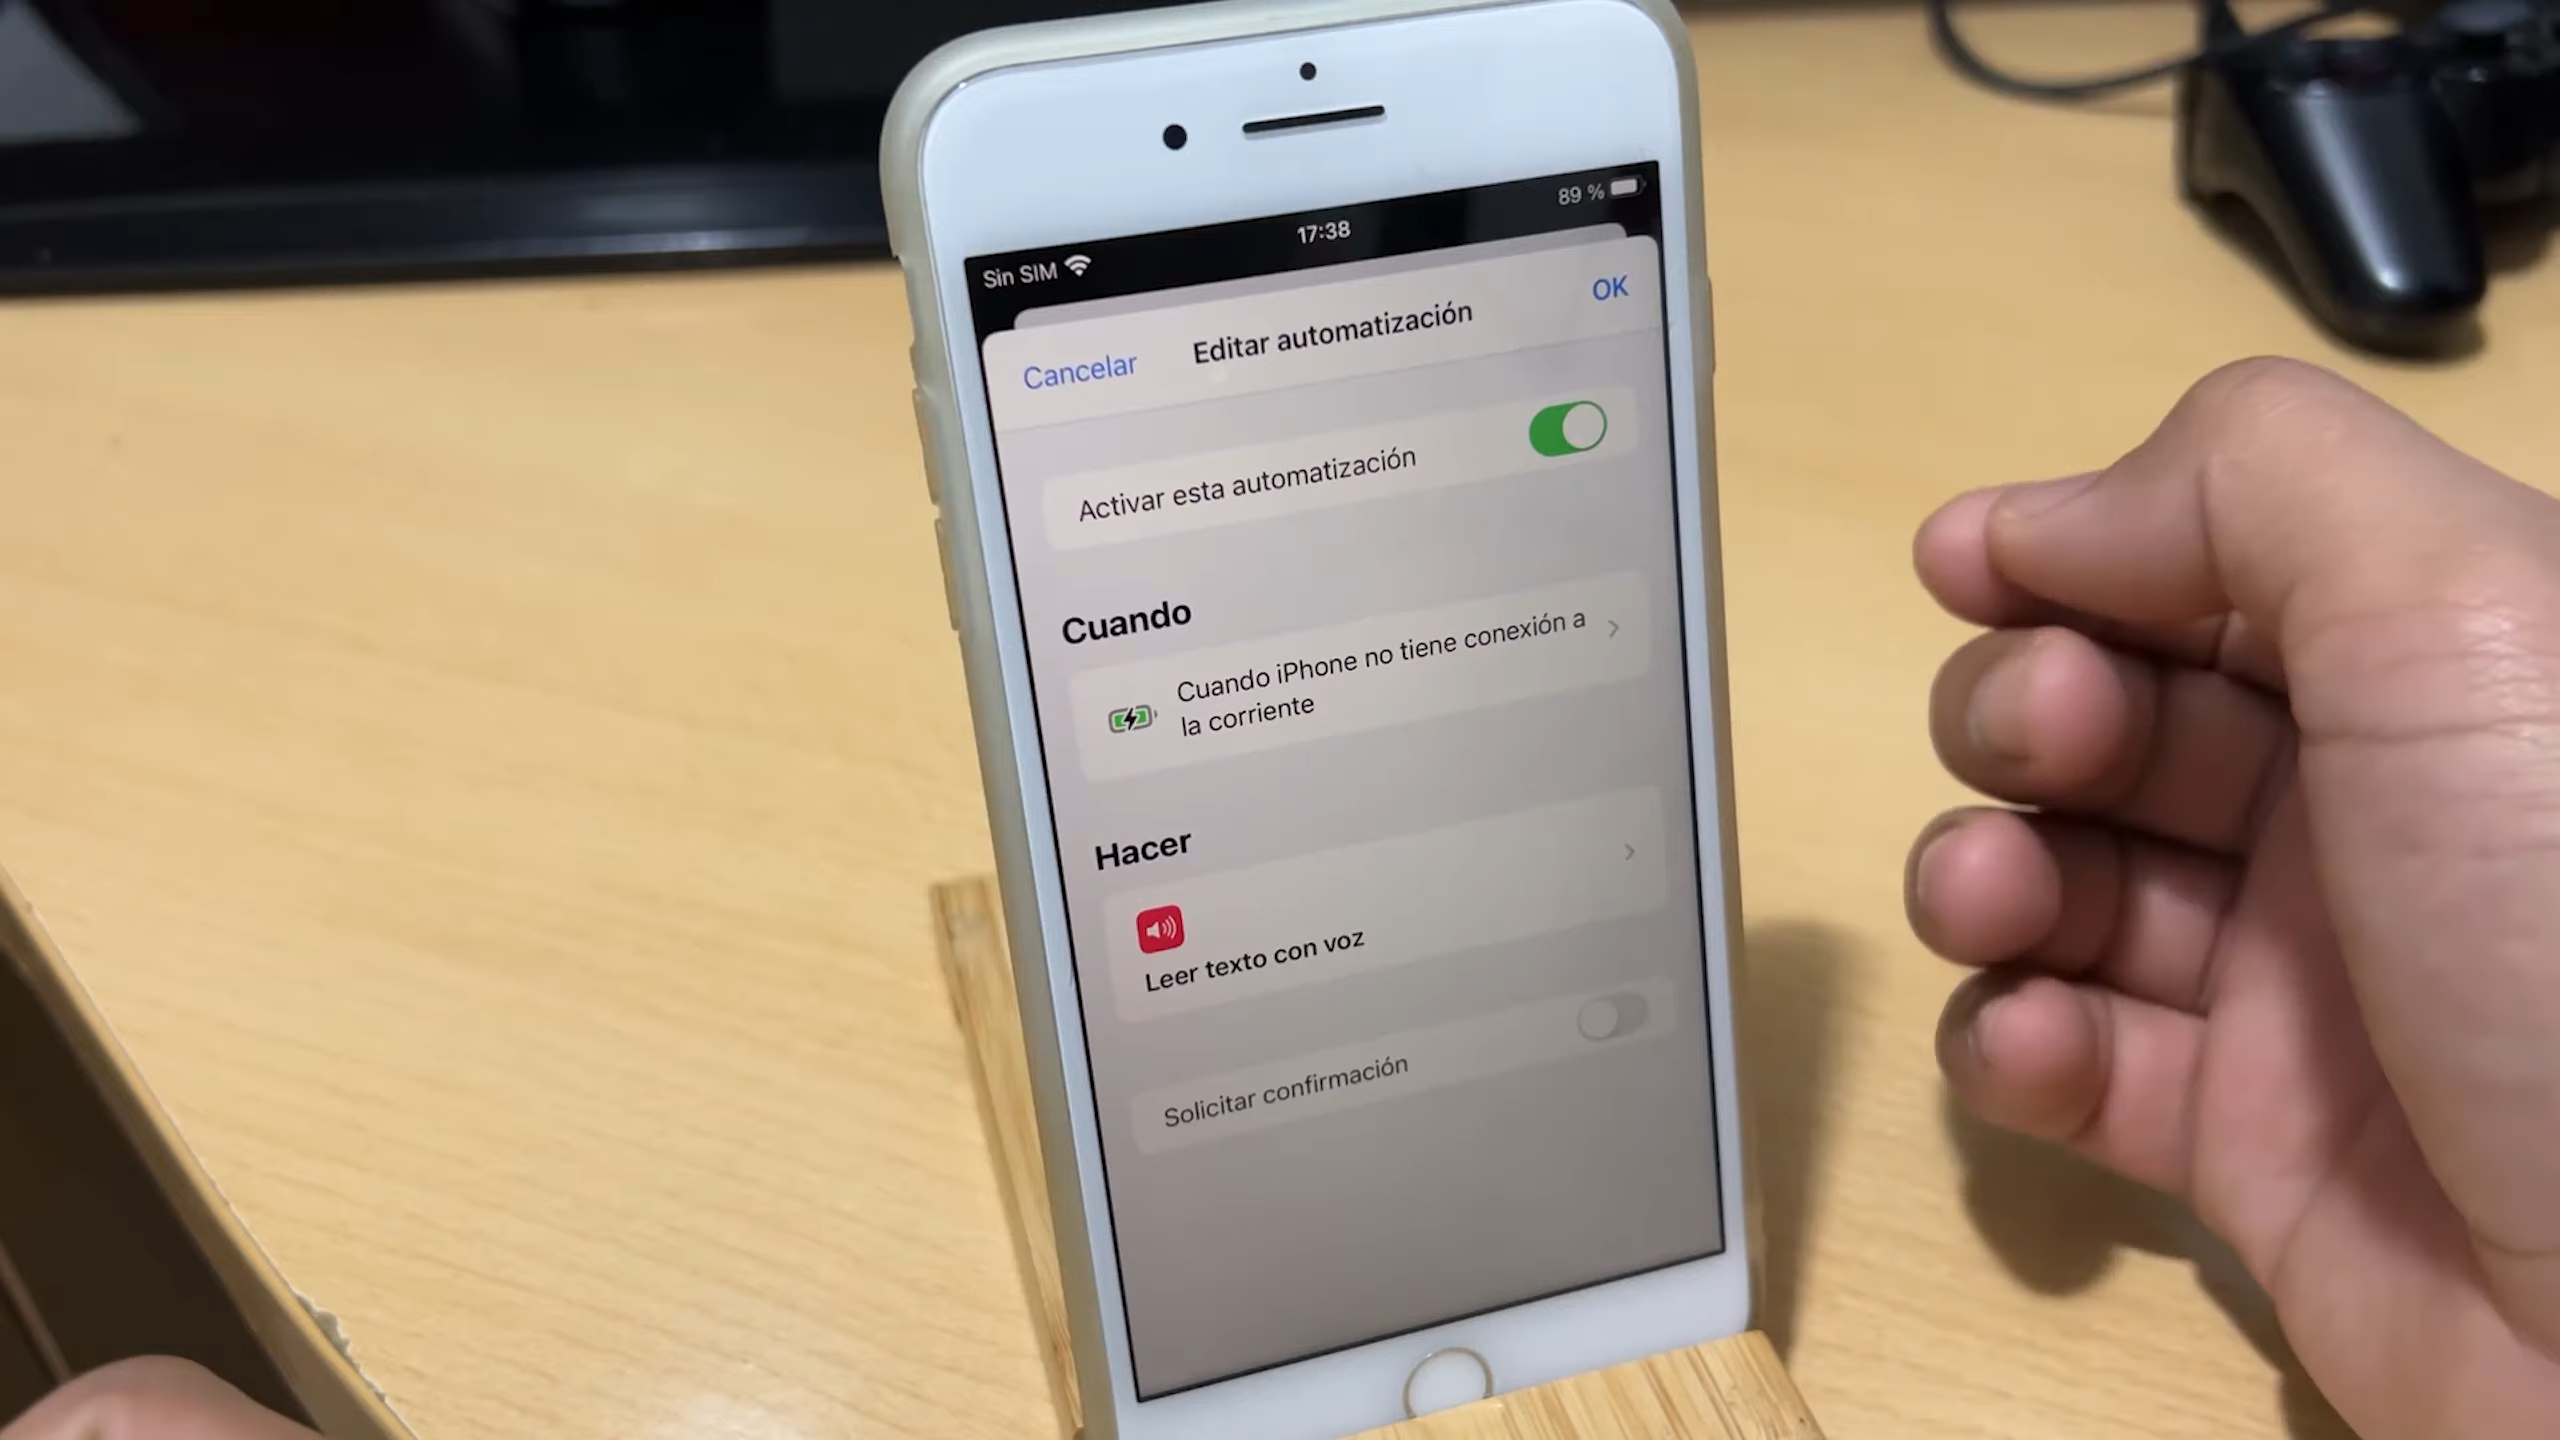 Sin SIM
17:38
89 %
Cancelar
Editar automatización
OK
Activar esta automatización
Cuando
Cuando iPhone no tiene conexión a
la corriente
Hacer
Leer texto con voz
Solicitar confirmación